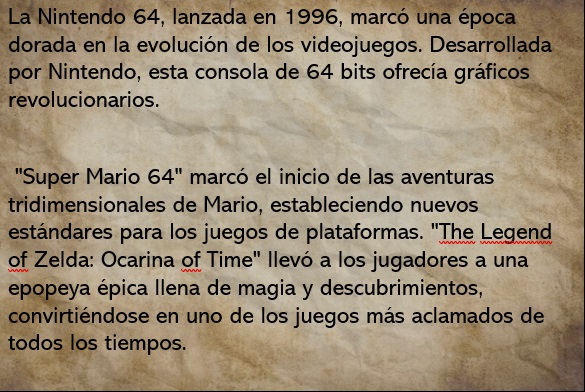 La Nintendo 64, lanzada en 1996, marcó una época
dorada en la evolución de los videojuegos. Desarrollada
por Nintendo, esta consola de 64 bits ofrecía gráficos
revolucionarios.
"Super Mario 64" marcó el inicio de las aventuras
tridimensionales de Mario, estableciendo nuevos
estándares para los juegos de plataformas. "The Legend
of Zelda: Ocarina of Time" llevó a los jugadores a una
epopeya épica llena de magia y descubrimientos,
convirtiéndose en uno de los juegos más aclamados de
todos los tiempos.